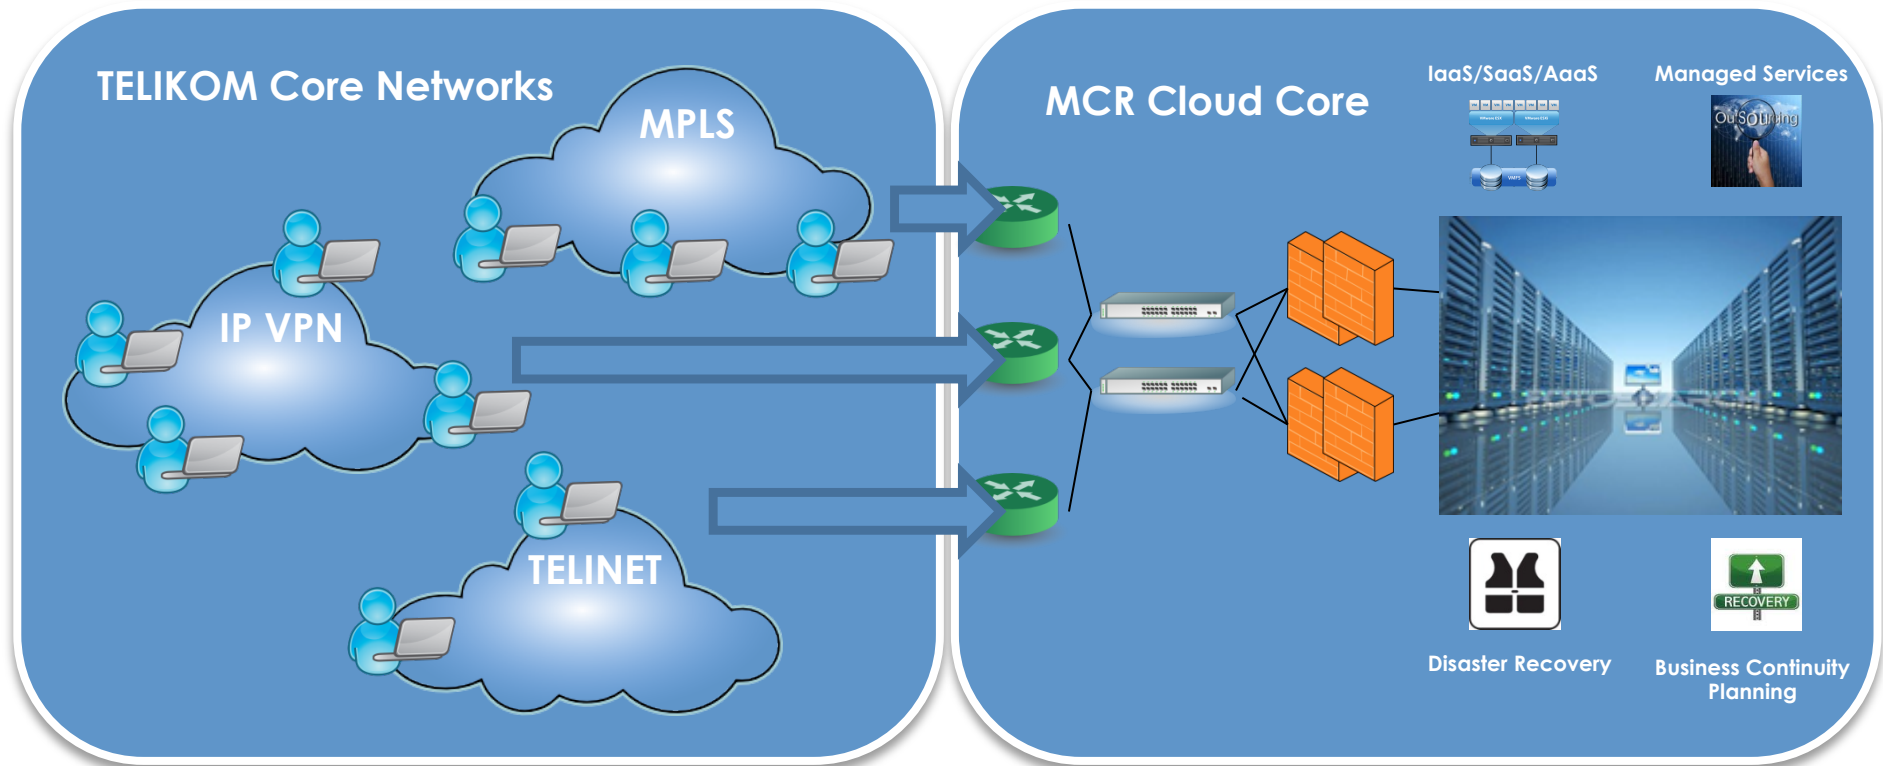 TELIKOM Core Networks
MPLS
IP VPN
TELINET
MCR Cloud Core
IaaS/SaaS/AaaS
Managed Services
VMFS
RECOVERY
Disaster Recovery
Business Continuity
Planning